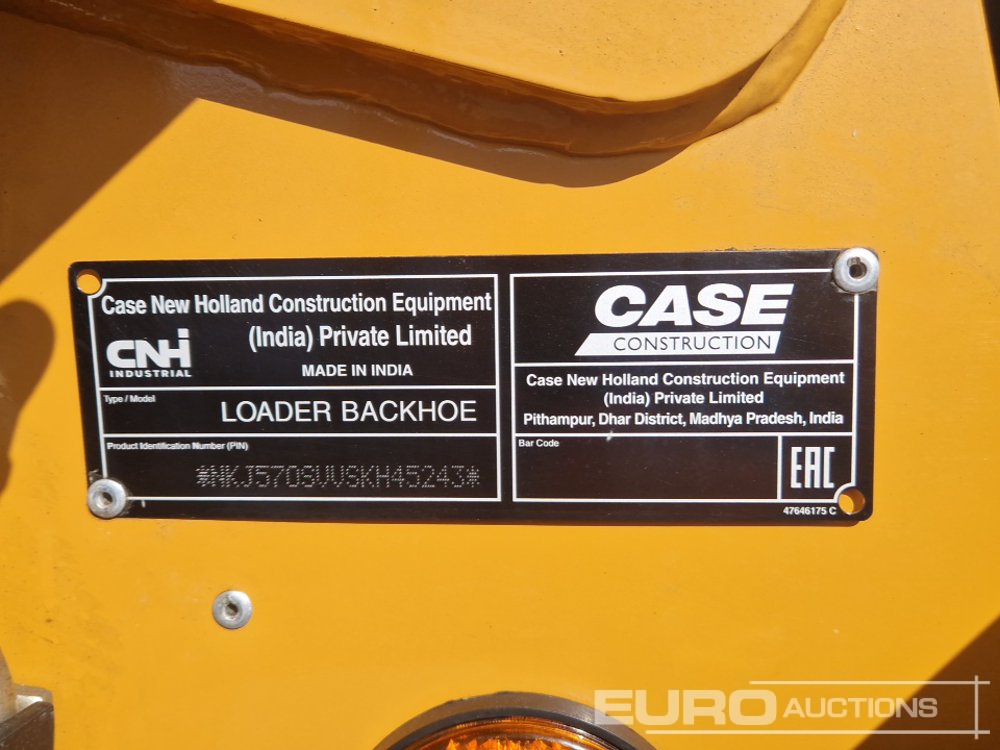 Case New Holland Construction Equipment
(India) Private Limited
CNH
INDUSTRIAL
MADE IN INDIA
Type / Model
LOADER BACKHOE
Product Identification Number (PIN)
*NKJ570SVVSKH45243*
CASE
CONSTRUCTION
Case New Holland Construction Equipment
(India) Private Limited
Pithampur, Dhar District, Madhya Pradesh, India
Bar Code
EAC
47646175 C
EURO AUCTIONS